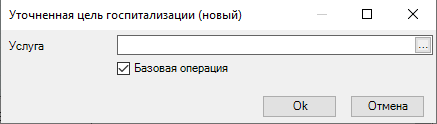 Уточненная цель госпитализации (новый)
Услуга
...
Базовая операция
Ok Отмена